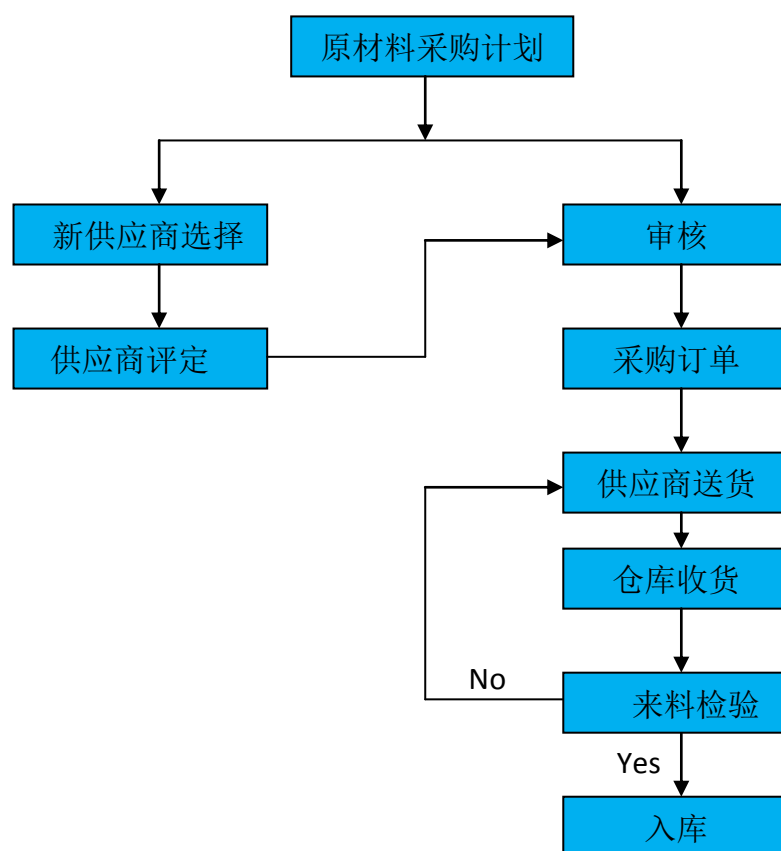 原材料采购计划
新供应商选择
审核
供应商评定
采购订单
供应商送货
仓库收货
No
来料检验
Yes
入库